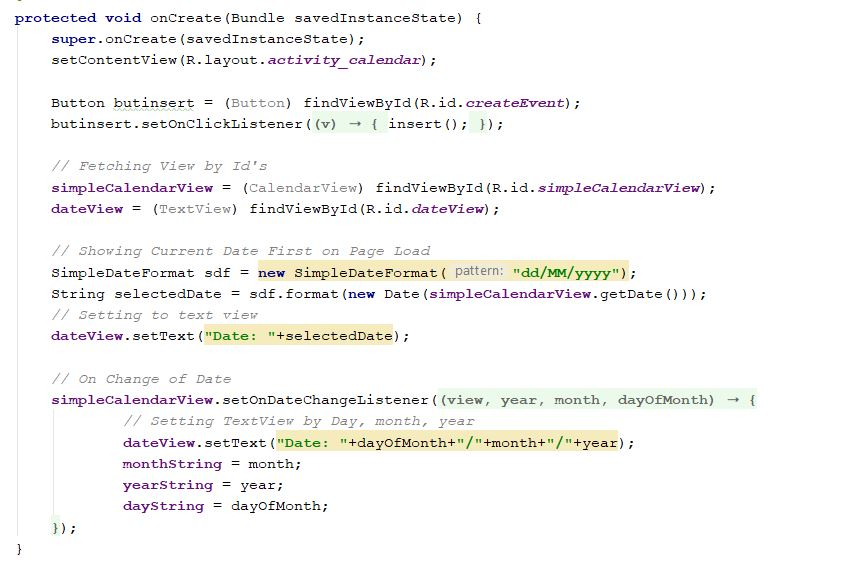 protected void onCreate(Bundle savedInstanceState) {
super.onCreate(savedInstanceState);
setContentView(R.layout.activity_calendar);
Button butinsert = (Button) findViewById(R.id.createEvent);
butinsert.setOnClickListener((v) → { insert(); });
// Fetching View by Id's
simpleCalendarView = (CalendarView) findViewById(R.id.simpleCalendarView);
dateView = (TextView) findViewById(R.id.dateView);
// Showing Current Date First on Page Load
SimpleDateFormat sdf = new SimpleDateFormat( pattern: "dd/MM/yyyy");
String selectedDate = sdf.format(new Date(simpleCalendarView.getDate()));
// Setting to text view
dateView.setText("Date: "+selectedDate);
// On Change of Date
simpleCalendarView.setOnDateChangeListener((view, year, month, dayOfMonth) → {
// Setting TextView by Day, month, year
dateView.setText("Date: "+dayOfMonth+"/"+month+"/"+year);
monthString = month;
yearString = year;
dayString = dayOfMonth;
});
}